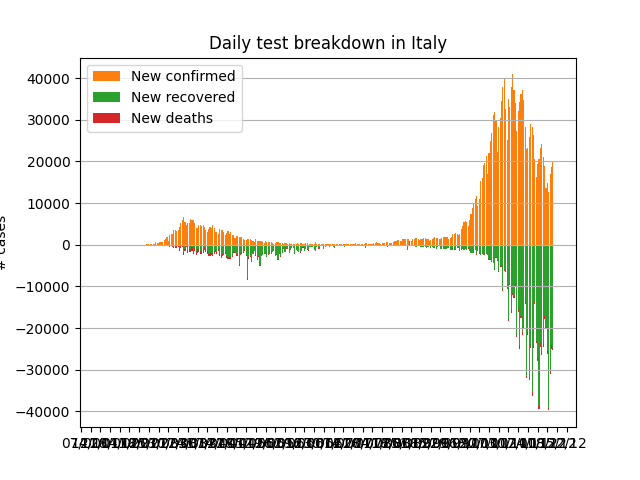 Daily test breakdown in Italy
New confirmed
New recovered
New deaths
40000
30000
20000
10000
0
−10000
−20000
−30000
−40000
# cases